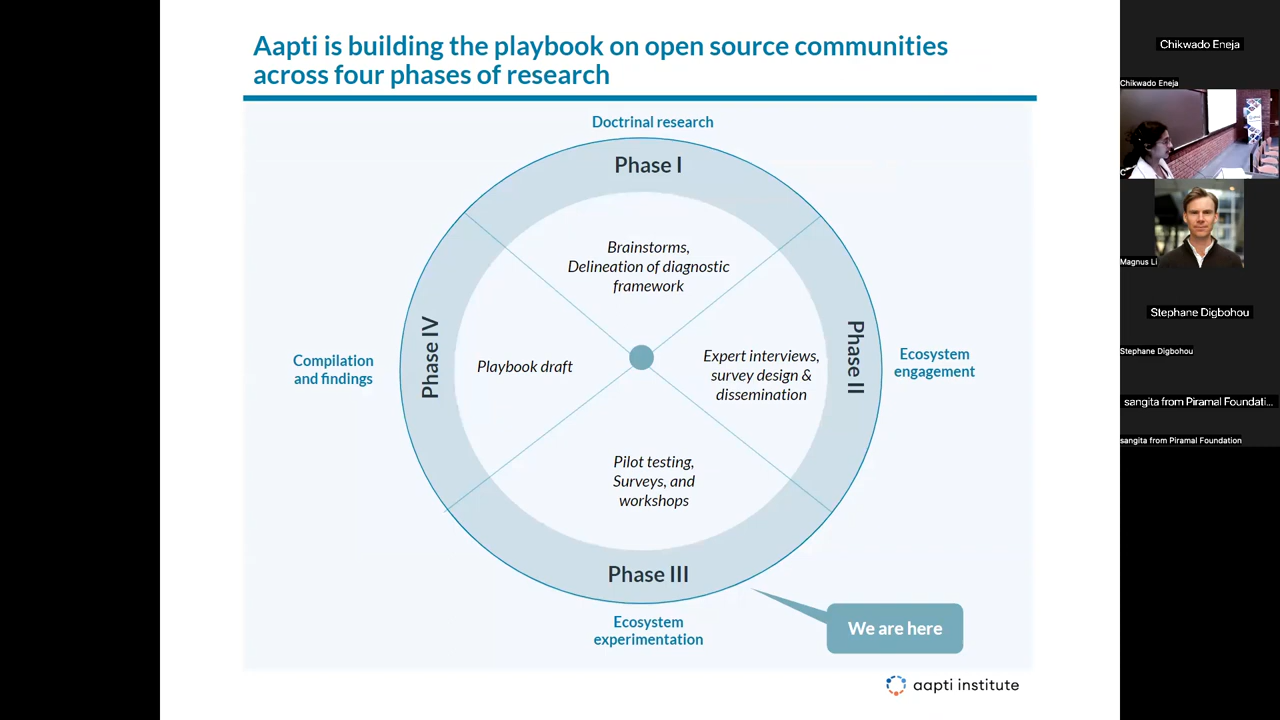 Aapti is building the playbook on open source communities
across four phases of research
Doctrinal research
Phase I
Brainstorms,
Delineation of diagnostic
framework
Phase II
Expert interviews,
survey design &
dissemination
Ecosystem
engagement
Phase IV
Playbook draft
Compilation
and findings
Pilot testing,
Surveys, and
workshops
Phase III
Ecosystem
experimentation
We are here
aapti institute
Chikwado Eneja
Chikwado Eneja
C
Magnus Li
Stephane Digbohou
Stephane Digbohou
sangita from Piramal Foundati...
sangita from Piramal Foundation